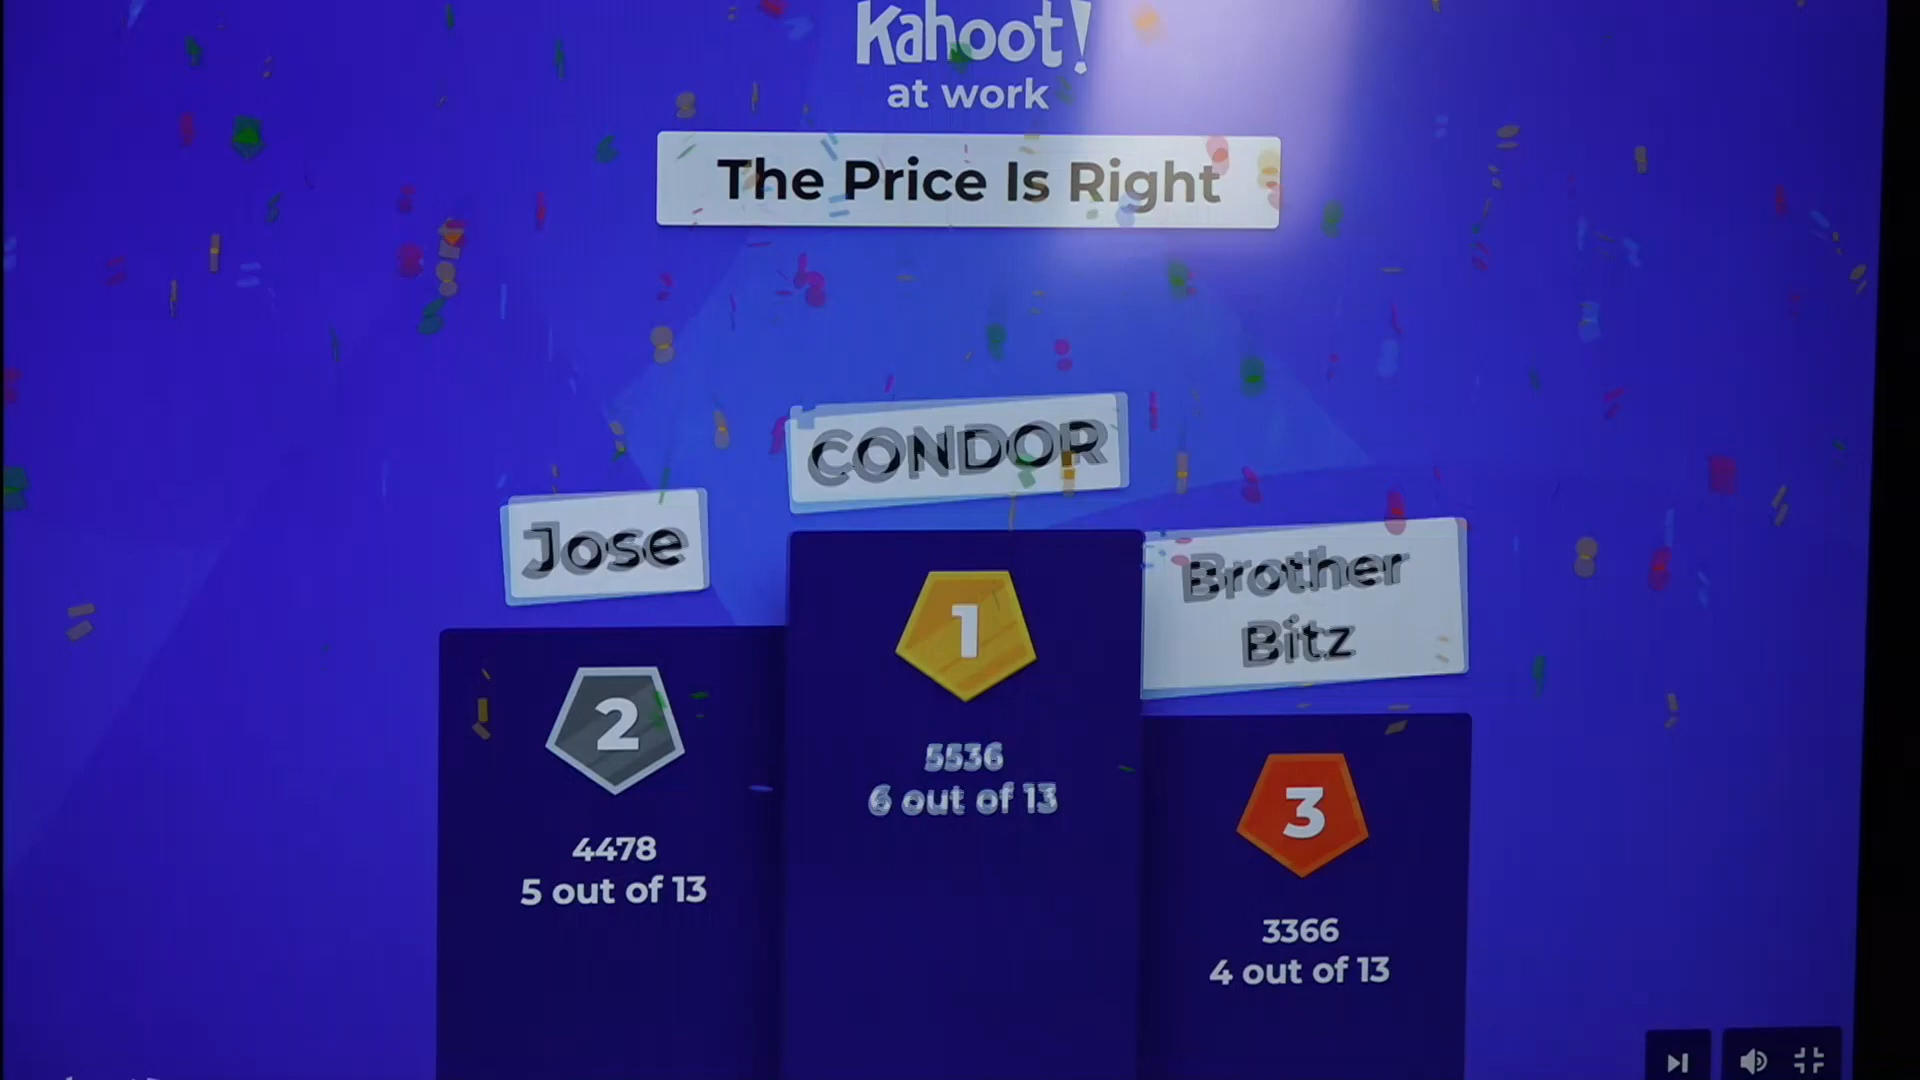 Kahoot!
at work
The Price Is Right
CONDOR
Jose
Brother
Bitz
1
5536
6 out of 13
2
4478
5 out of 13
3
3366
4 out of 13